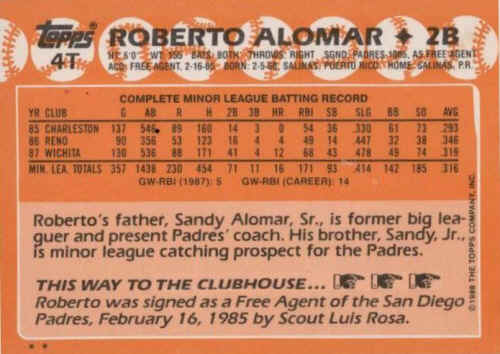 Topps
4T
ROBERTO ALOMAR ✦ 2B
HT: 6'0" WT: 155 BATS: BOTH THROWS: RIGHT SGND: PADRES-1985, AS FREE AGENT
ACQ: FREE AGENT, 2-16-85 BORN: 2-5-68, SALINAS, PUERTO RICO HOME: SALINAS, P.R.
COMPLETE MINOR LEAGUE BATTING RECORD
YR CLUB G AB R H 2B 3B HR RBI SB SLG BB SO AVG
85 CHARLESTON 137 546 89 160 14 3 0 54 36 .330 61 73 .293
86 RENO 90 356 53 123 16 4 4 49 14 .447 32 38 .346
87 WICHITA 130 536 88 171 41 4 12 68 43 .478 49 74 .319
MIN. LEA. TOTALS 357 1438 230 454 71 11 16 171 93 .414 142 185 .316
GW-RBI (1987): 5 GW-RBI (CAREER): 14
Roberto's father, Sandy Alomar, Sr., is former big lea-
guer and present Padres' coach. His brother, Sandy, Jr.,
is minor league catching prospect for the Padres.
THIS WAY TO THE CLUBHOUSE...
Roberto was signed as a Free Agent of the San Diego
Padres, February 16, 1985 by Scout Luis Rosa.
©1988 THE TOPPS COMPANY, INC.
* *